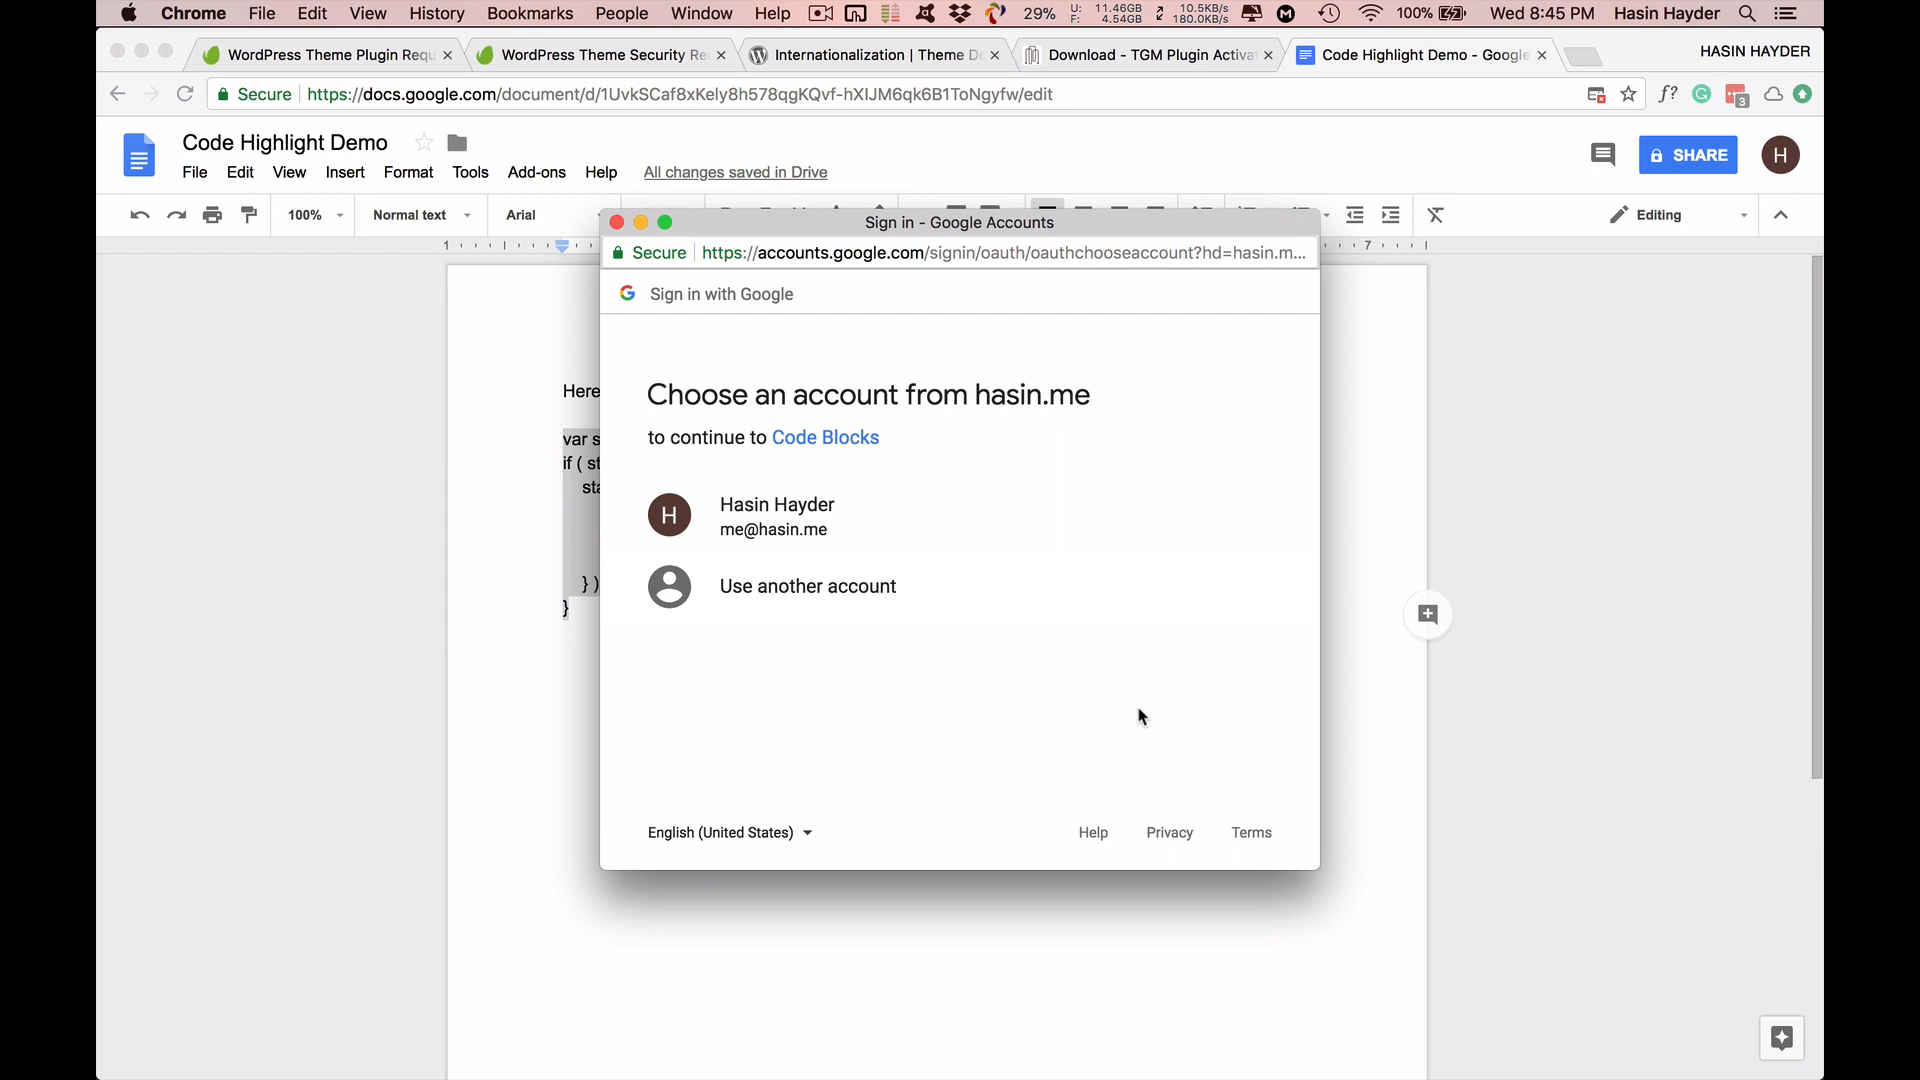 Chrome File Edit View History Bookmarks People Window Help 29% U: 11.46GB F: 4.54GB 10.5KB/s 180.0KB/s 100% Wed 8:45 PM Hasin Hayder
WordPress Theme Plugin Requ WordPress Theme Security Re Internationalization | Theme De Download - TGM Plugin Activat Code Highlight Demo - Google HASIN HAYDER
Secure https://docs.google.com/document/d/1UvkSCaf8xKely8h578qgKQvf-hXIJM6qk6B1ToNgyfw/edit f? 3
Code Highlight Demo SHARE H
File Edit View Insert Format Tools Add-ons Help All changes saved in Drive
100% Normal text Arial Editing
1 7
Sign in - Google Accounts
Secure https://accounts.google.com/signin/oauth/oauthchooseaccount?hd=hasin.m...
Sign in with Google
Here
var s
if ( st
sta
} )
}
Choose an account from hasin.me
to continue to Code Blocks
H Hasin Hayder
me@hasin.me
Use another account
English (United States) Help Privacy Terms